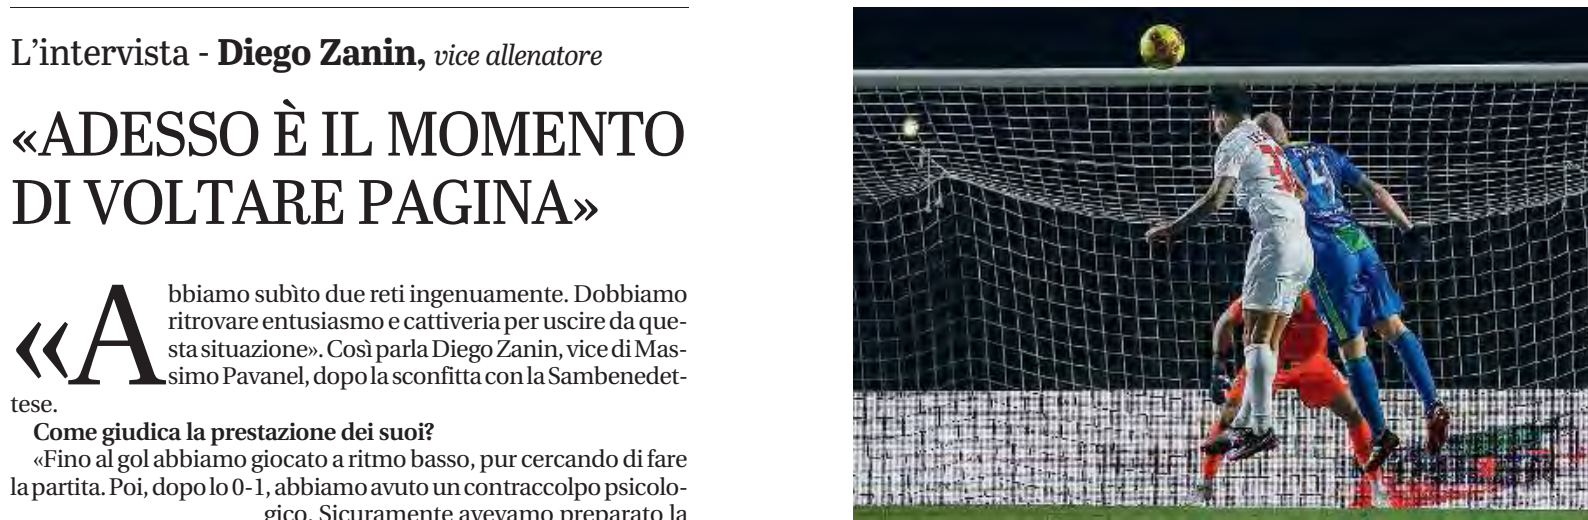 L’intervista - Diego Zanin, vice allenatore
«ADESSO È IL MOMENTO
DI VOLTARE PAGINA»
«Abbiamo subìto due reti ingenuamente. Dobbiamo
ritrovare entusiasmo e cattiveria per uscire da que-
sta situazione». Così parla Diego Zanin, vice di Mas-
simo Pavanel, dopo la sconfitta con la Sambenedet-
tese.
Come giudica la prestazione dei suoi?
«Fino al gol abbiamo giocato a ritmo basso, pur cercando di fare
la partita. Poi, dopo lo 0-1, abbiamo avuto un contraccolpo psicolo-
gico. Sicuramente avevamo preparato la
4